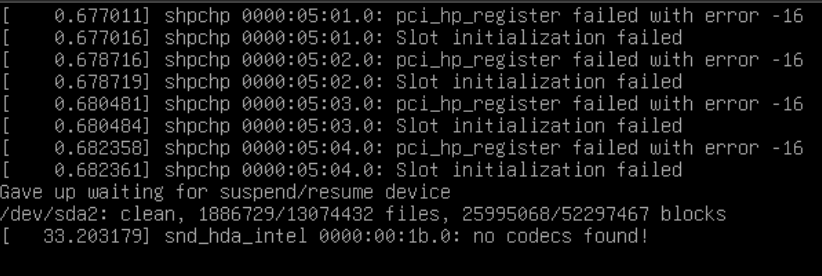 [    0.677011] shpchp 0000:05:01.0: pci_hp_register failed with error -16
[    0.677016] shpchp 0000:05:01.0: Slot initialization failed
[    0.678716] shpchp 0000:05:02.0: pci_hp_register failed with error -16
[    0.678719] shpchp 0000:05:02.0: Slot initialization failed
[    0.680481] shpchp 0000:05:03.0: pci_hp_register failed with error -16
[    0.680484] shpchp 0000:05:03.0: Slot initialization failed
[    0.682358] shpchp 0000:05:04.0: pci_hp_register failed with error -16
[    0.682361] shpchp 0000:05:04.0: Slot initialization failed
Gave up waiting for suspend/resume device
/dev/sda2: clean, 1886729/13074432 files, 25995068/52297467 blocks
[   33.203179] snd_hda_intel 0000:00:1b.0: no codecs found!